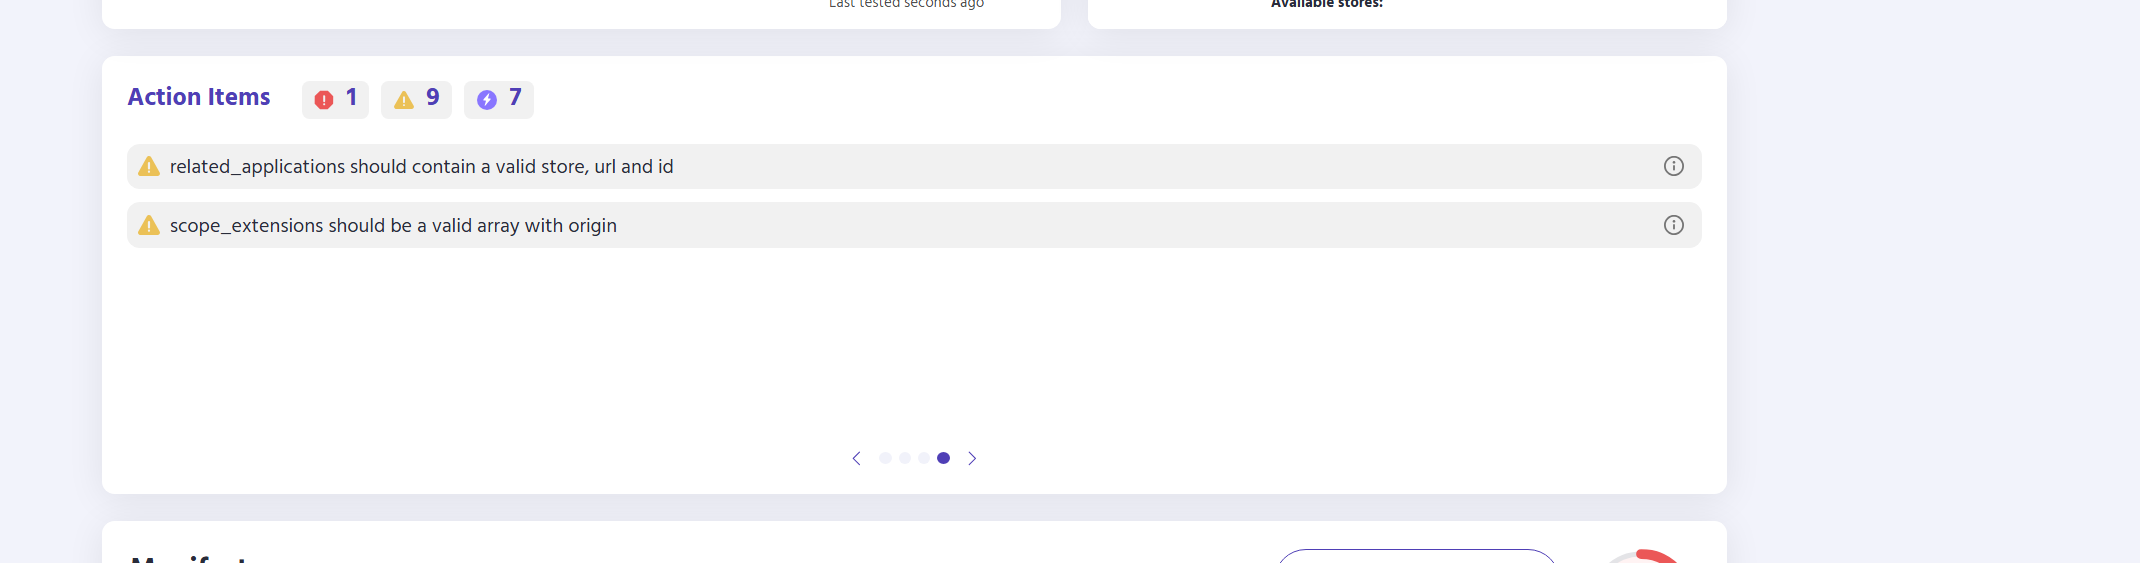 Last tested seconds ago
Available stores:
Action Items 1 9 7
related_applications should contain a valid store, url and id
scope_extensions should be a valid array with origin
Manifest